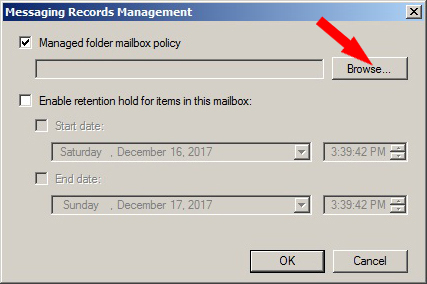 Messaging Records Management
Managed folder mailbox policy
Browse...
Enable retention hold for items in this mailbox:
Start date:
Saturday , December 16, 2017 3:39:42 PM
End date:
Sunday , December 17, 2017 3:39:42 PM
OK Cancel